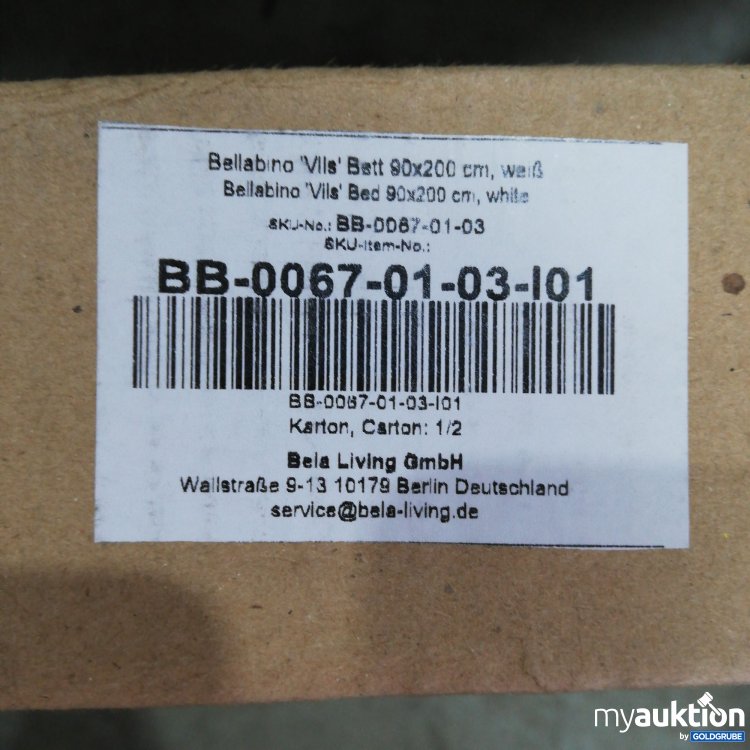 Bellabino 'Vils' Bett 90x200 cm, weiß
Bellabino 'Vils' Bed 90x200 cm, white
SKU-No.: BB-0067-01-03
SKU-Item-No.:
BB-0067-01-03-I01
BB-0067-01-03-I01
Karton, Carton: 1/2
Bela Living GmbH
Wallstraße 9-13 10179 Berlin Deutschland
service@bela-living.de
myauktion
by GOLDGRUBE